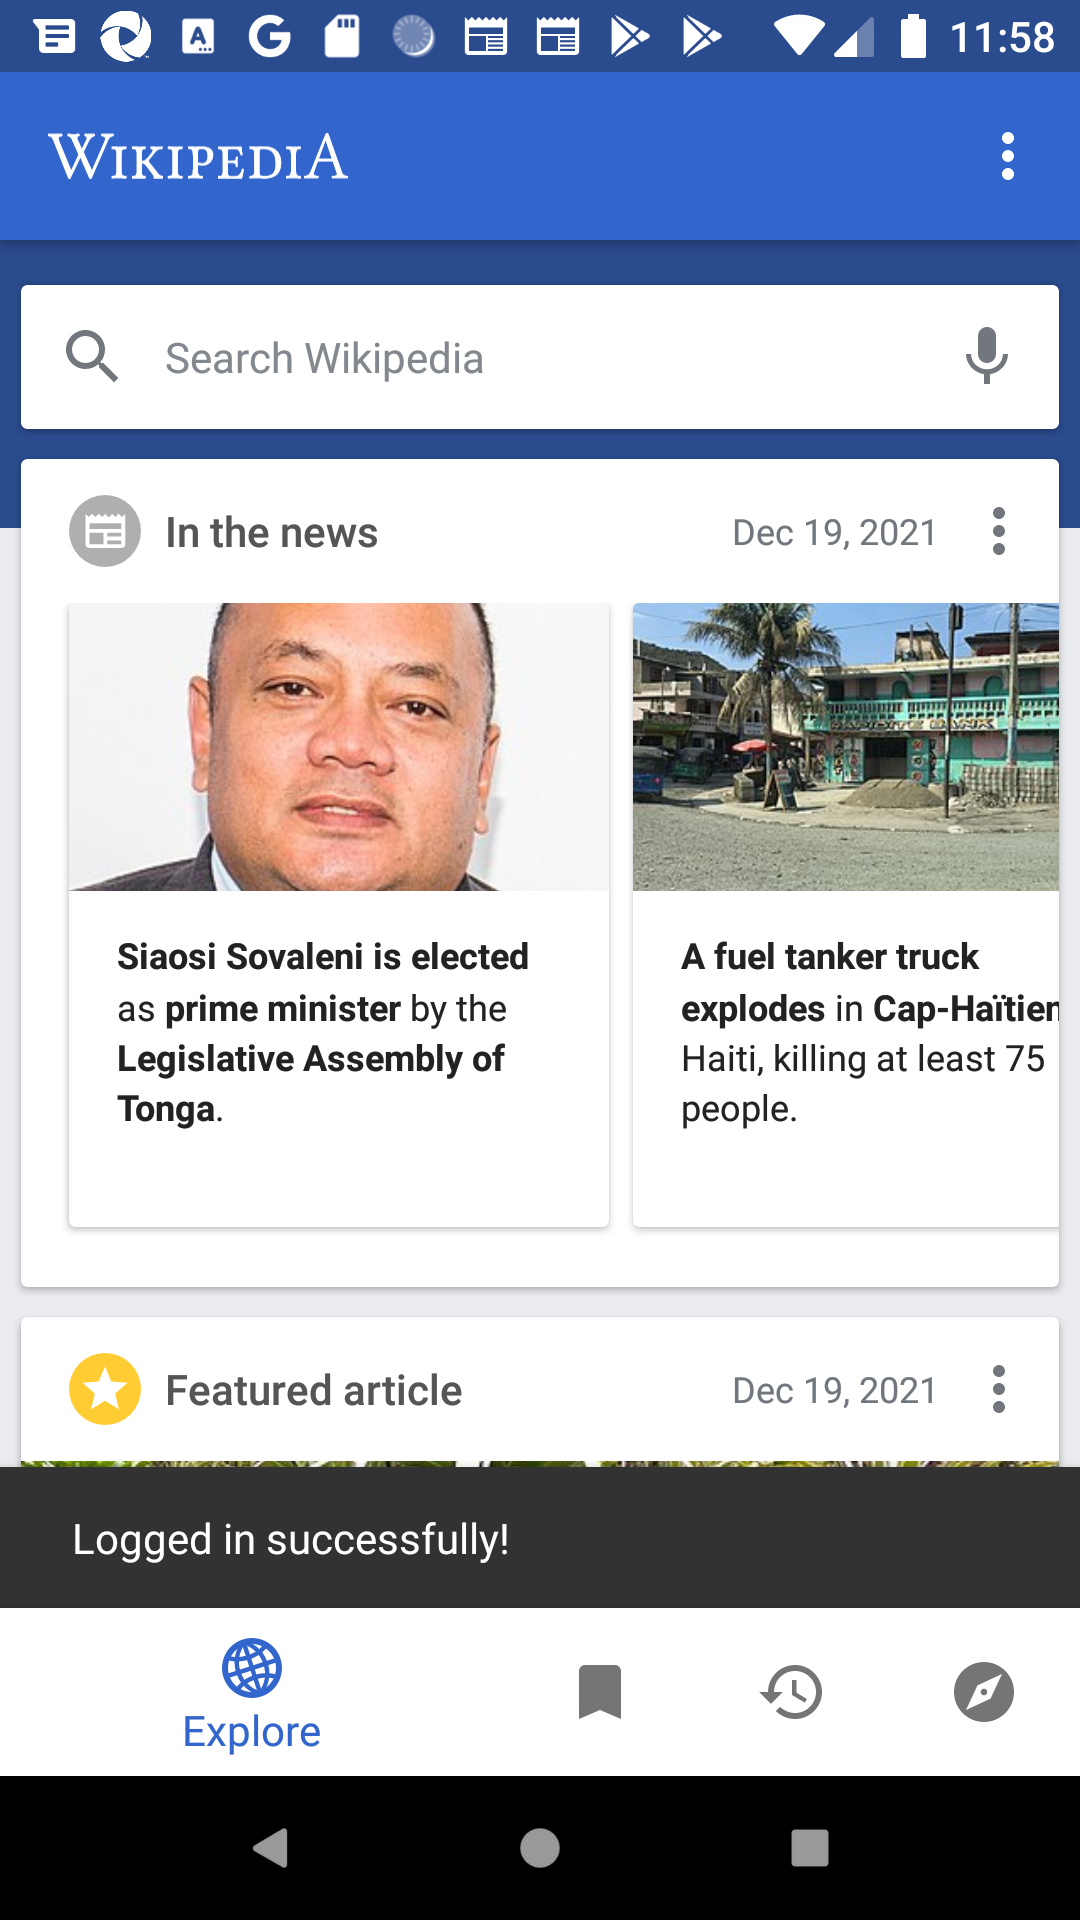 11:58
WIKIPEDIA
Search Wikipedia
In the news
Dec 19, 2021
Siaosi Sovaleni is elected
as prime minister by the
Legislative Assembly of
Tonga.
A fuel tanker truck
explodes in Cap-Haïtien
Haiti, killing at least 75
people.
Featured article
Dec 19, 2021
Logged in successfully!
Explore